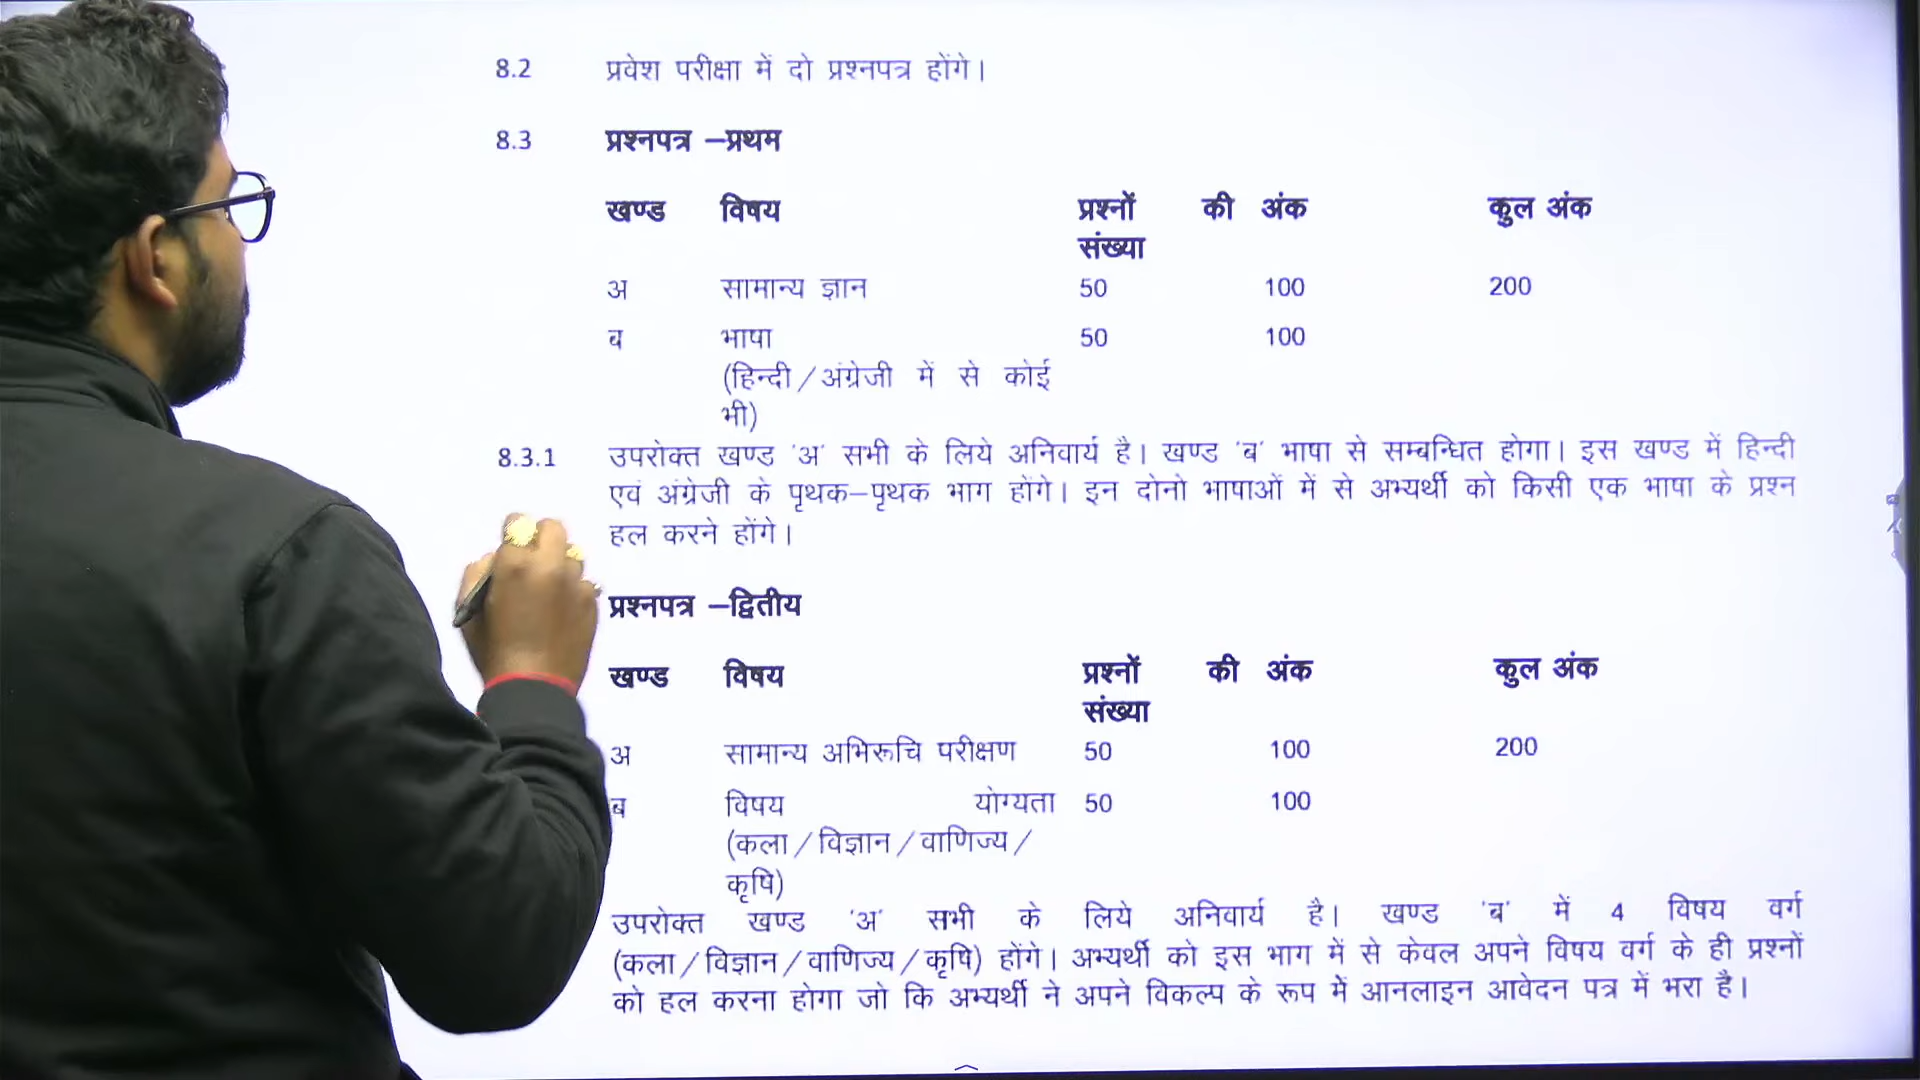 8.2 प्रवेश परीक्षा में दो प्रश्नपत्र होंगे।
8.3 प्रश्नपत्र –प्रथम
खण्ड विषय प्रश्नों की अंक कुल अंक
संख्या
अ सामान्य ज्ञान 50 100 200
ब भाषा 50 100
(हिन्दी/अंग्रेजी में से कोई
भी)
8.3.1 उपरोक्त खण्ड 'अ' सभी के लिये अनिवार्य है। खण्ड 'ब' भाषा से सम्बन्धित होगा। इस खण्ड में हिन्दी
एवं अंग्रेजी के पृथक–पृथक भाग होंगे। इन दोनो भाषाओं में से अभ्यर्थी को किसी एक भाषा के प्रश्न
हल करने होंगे।
प्रश्नपत्र –द्वितीय
खण्ड विषय प्रश्नों की अंक कुल अंक
संख्या
अ सामान्य अभिरूचि परीक्षण 50 100 200
ब विषय योग्यता 50 100
(कला/विज्ञान/वाणिज्य/
कृषि)
उपरोक्त खण्ड 'अ' सभी के लिये अनिवार्य है। खण्ड 'ब' में 4 विषय वर्ग
(कला/विज्ञान/वाणिज्य/कृषि) होंगे। अभ्यर्थी को इस भाग में से केवल अपने विषय वर्ग के ही प्रश्नों
को हल करना होगा जो कि अभ्यर्थी ने अपने विकल्प के रूप में आनलाइन आवेदन पत्र में भरा है।